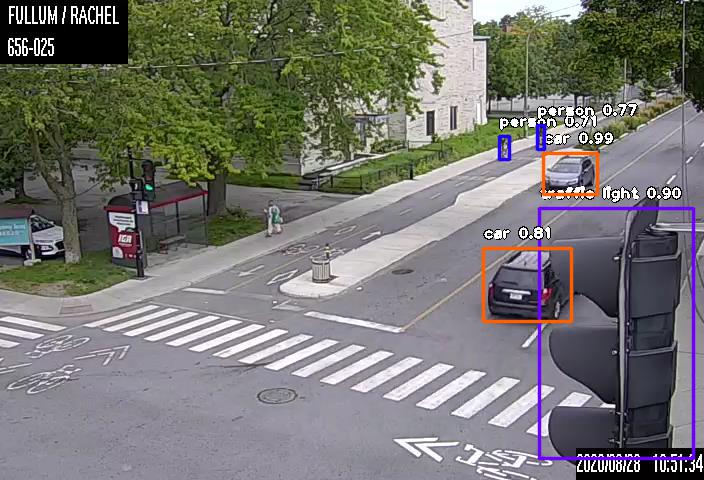 FULLUM / RACHEL
656-025
person 0.77
person 0.71
car 0.99
traffic light 0.90
car 0.81
IGA
2020/08/28 10:51:34